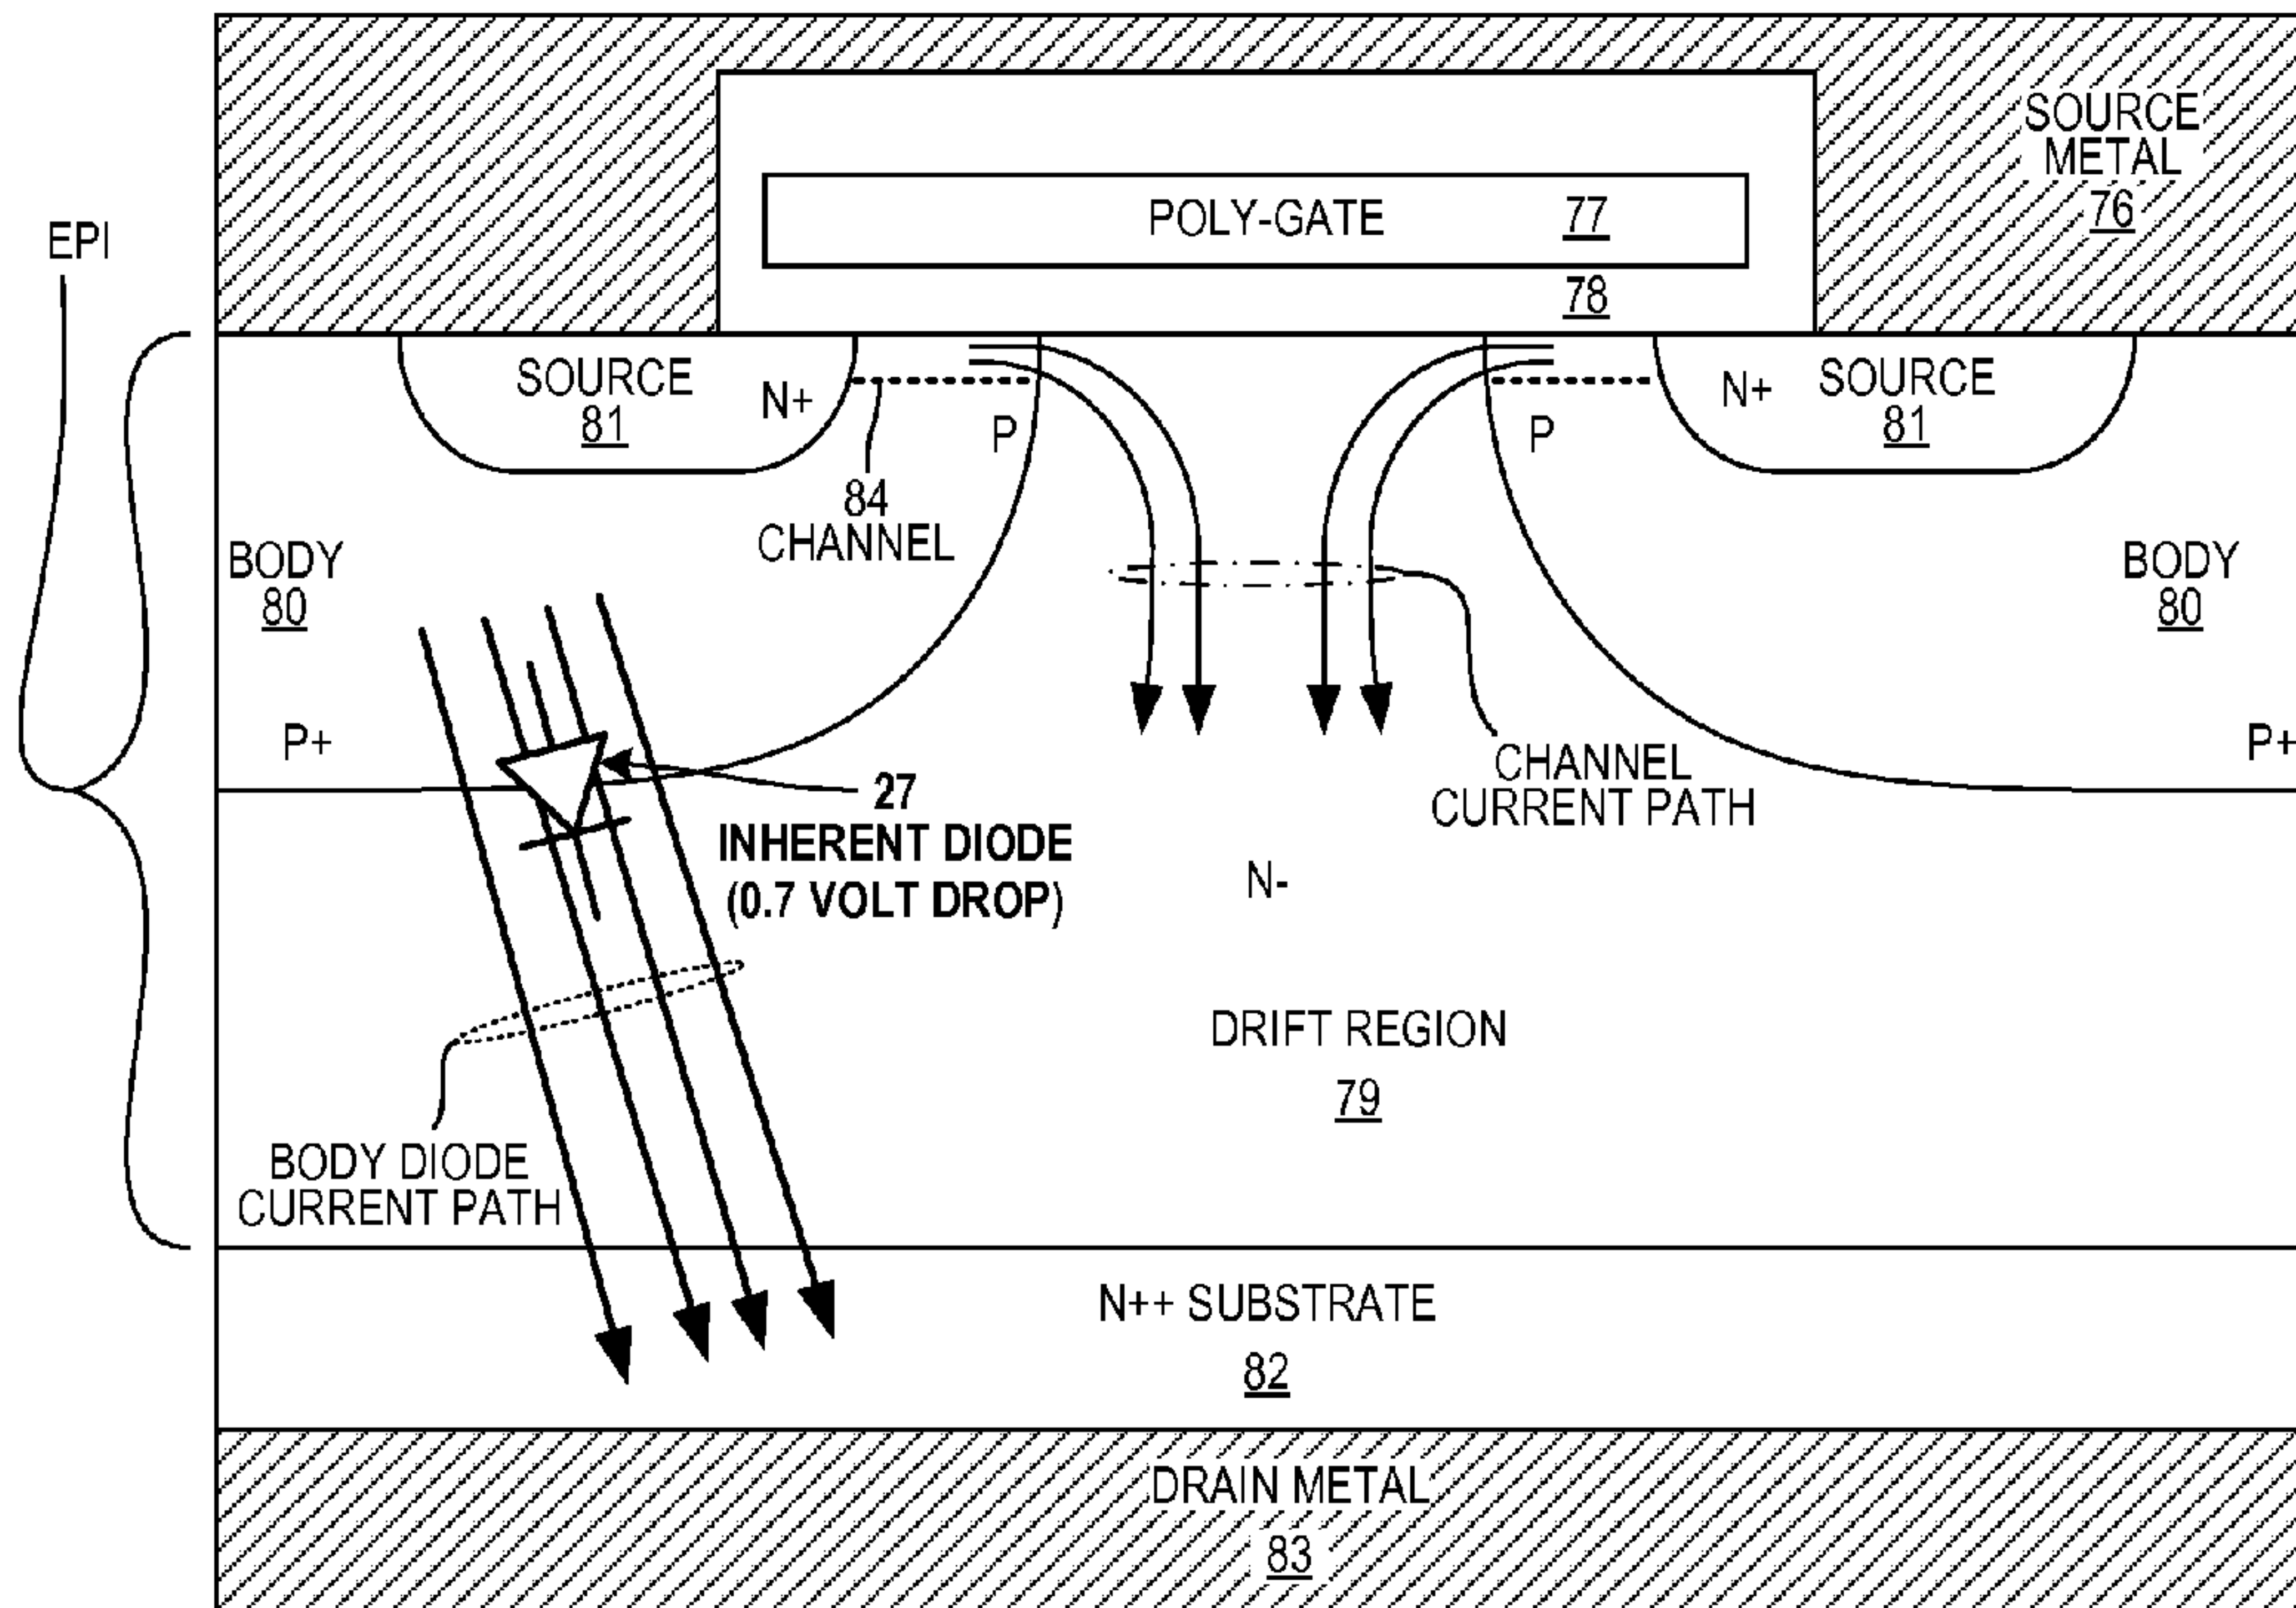 SOURCE
METAL
76
EPI
POLY-GATE 77
78
SOURCE
81
N+
P
84
CHANNEL
P
N+
SOURCE
81
BODY
80
BODY
80
P+
P+
27
INHERENT DIODE
(0.7 VOLT DROP)
CHANNEL
CURRENT PATH
N-
DRIFT REGION
79
BODY DIODE
CURRENT PATH
N++ SUBSTRATE
82
DRAIN METAL
83